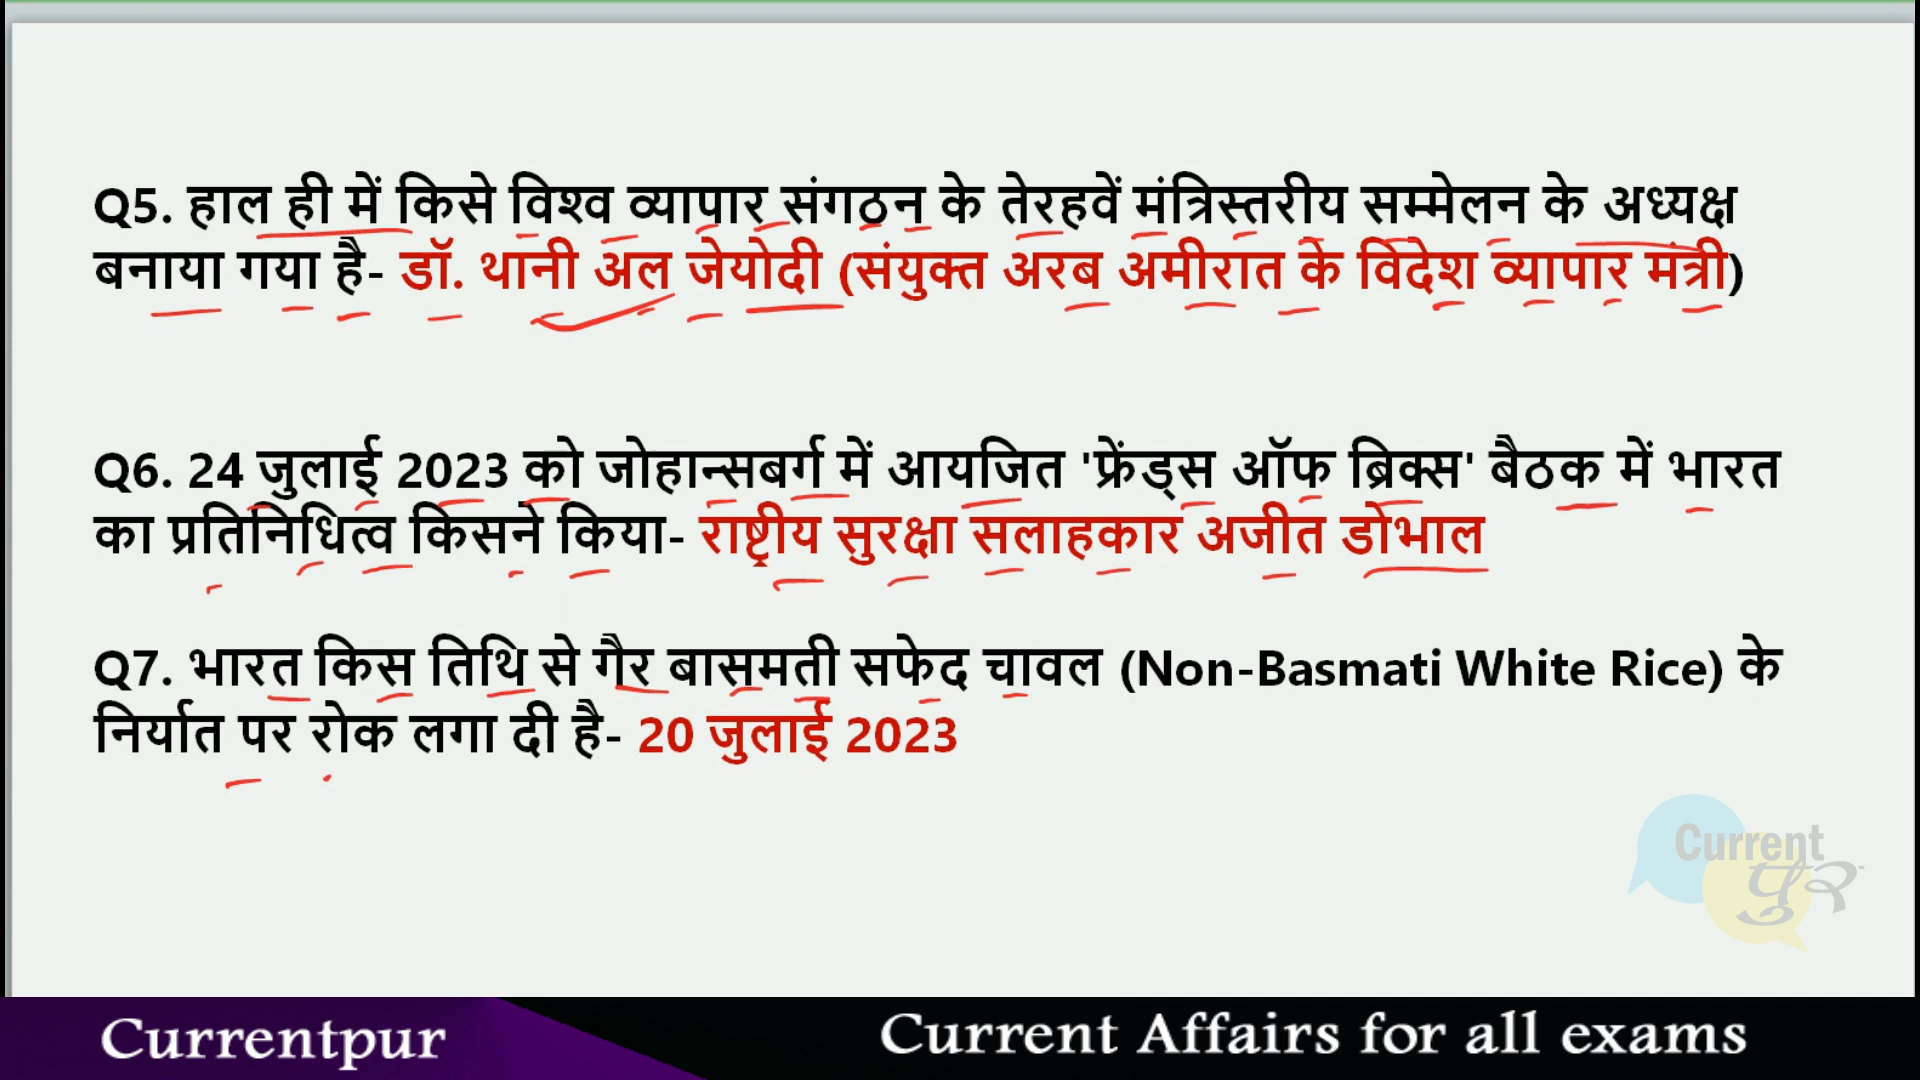 Q5. हाल ही में किसे विश्व व्यापार संगठन के तेरहवें मंत्रिस्तरीय सम्मेलन के अध्यक्ष
बनाया गया है- डॉ. थानी अल जेयोदी (संयुक्त अरब अमीरात के विदेश व्यापार मंत्री)
Q6. 24 जुलाई 2023 को जोहान्सबर्ग में आयजित 'फ्रेंड्स ऑफ ब्रिक्स' बैठक में भारत
का प्रतिनिधित्व किसने किया- राष्ट्रीय सुरक्षा सलाहकार अजीत डोभाल
Q7. भारत किस तिथि से गैर बासमती सफेद चावल (Non-Basmati White Rice) के
निर्यात पर रोक लगा दी है- 20 जुलाई 2023
Current
पुर
Currentpur
Current Affairs for all exams